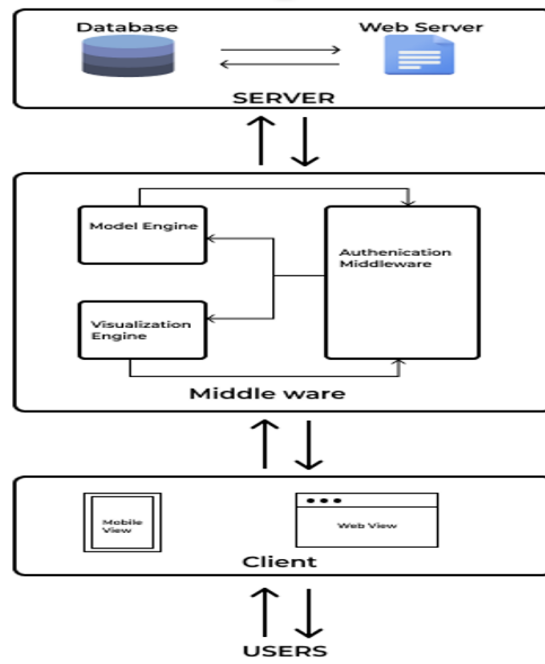 Database
Web Server
SERVER
Model Engine
Authenication
Middleware
Visualization
Engine
Middle ware
Mobile
View
Web View
Client
USERS